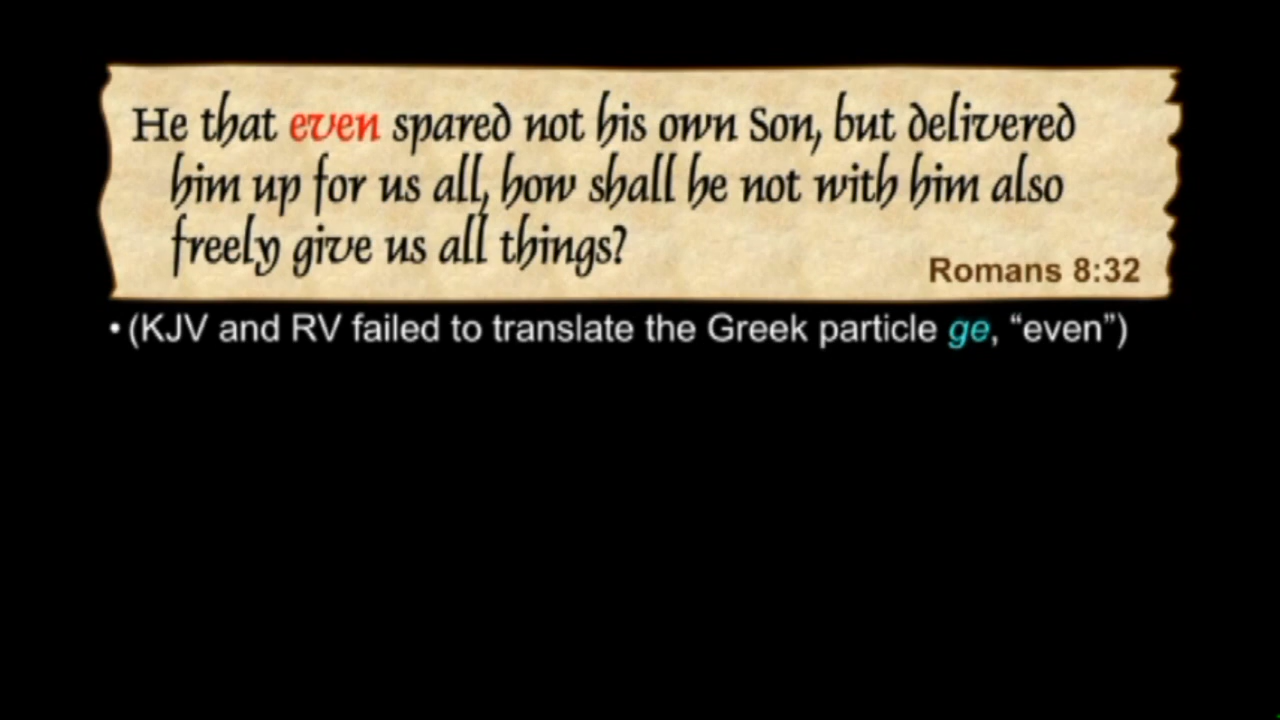 He that even spared not his own Son, but delivered
him up for us all, how shall he not with him also
freely give us all things?
Romans 8:32
• (KJV and RV failed to translate the Greek particle ge, “even”)